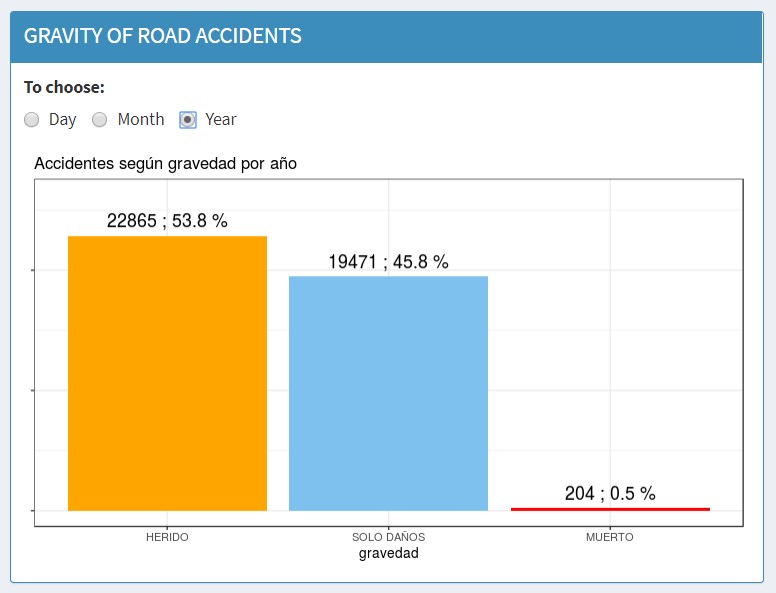 GRAVITY OF ROAD ACCIDENTS
To choose:
Day Month Year
Accidentes según gravedad por año
22865 ; 53.8 %
19471 ; 45.8 %
204 ; 0.5 %
HERIDO SOLO DAÑOS MUERTO
gravedad